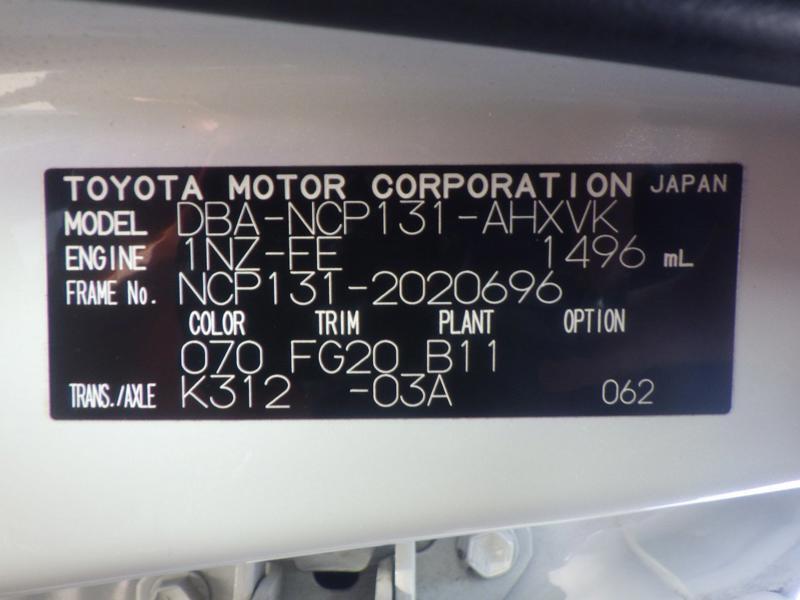 TOYOTA MOTOR CORPORATION JAPAN
MODEL DBA-NCP131-AHXVK
ENGINE 1NZ-FE 1496 mL
FRAME No. NCP131-2020696
COLOR TRIM PLANT OPTION
070 FG20 B11
TRANS./AXLE K312 -03A 062